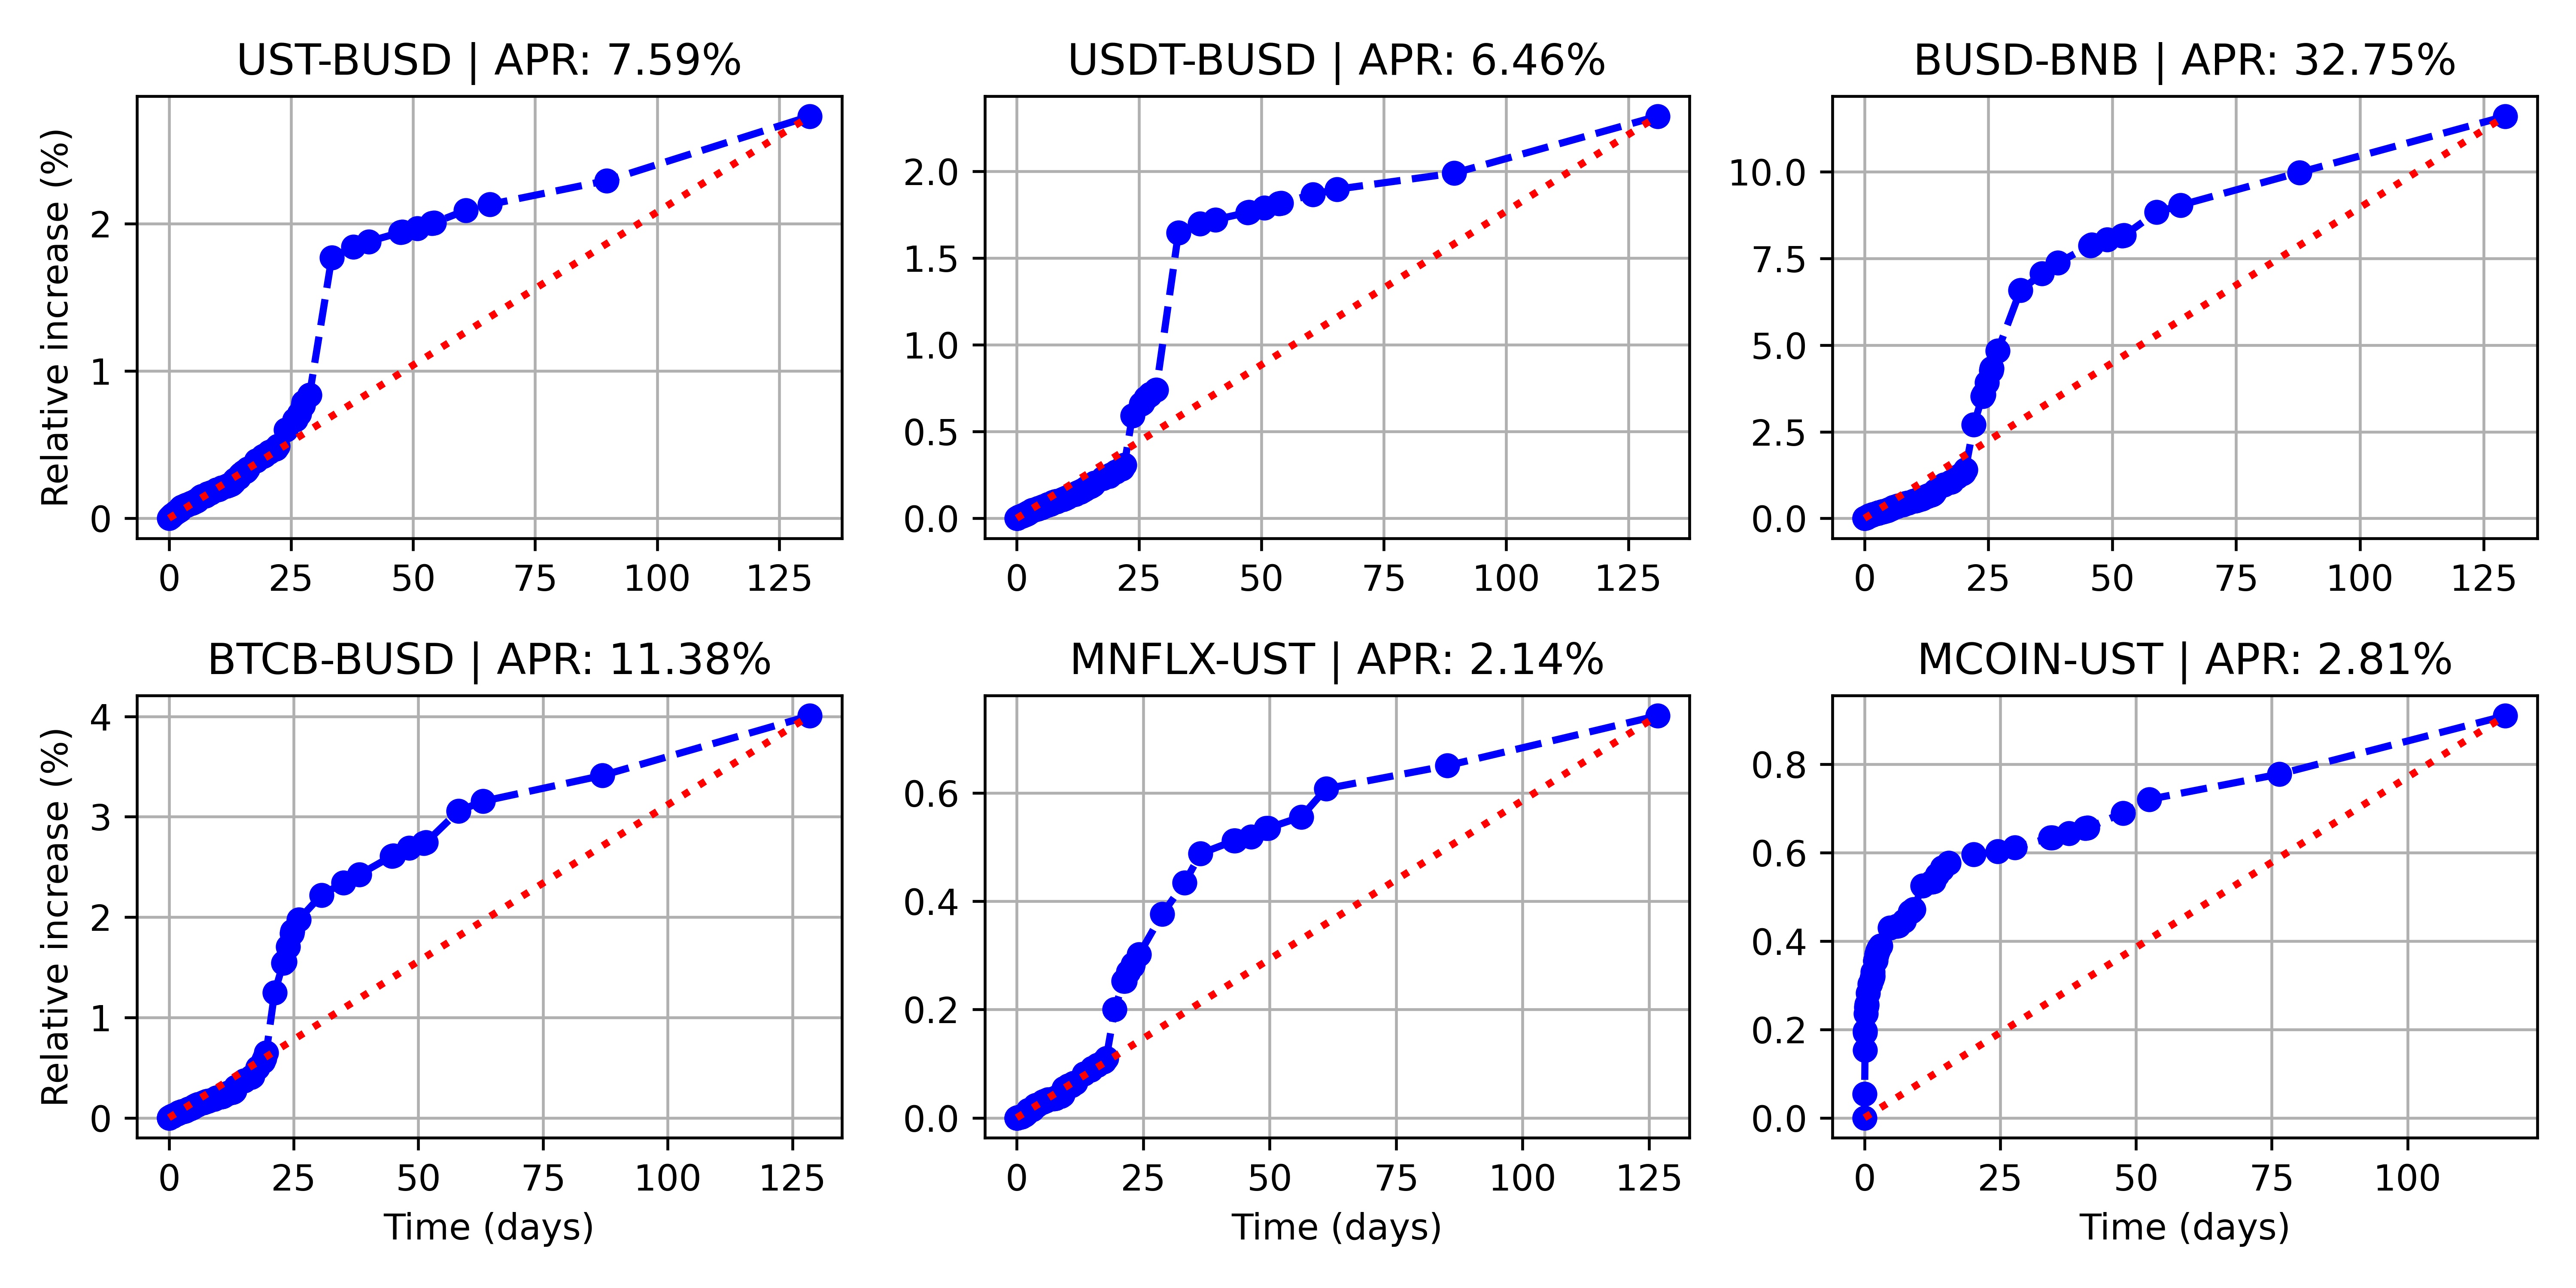 UST-BUSD | APR: 7.59%
USDT-BUSD | APR: 6.46%
BUSD-BNB | APR: 32.75%
Relative increase (%)
2
1
0
0 25 50 75 100 125
2.0
1.5
1.0
0.5
0.0
0 25 50 75 100 125
10.0
7.5
5.0
2.5
0.0
0 25 50 75 100 125
BTCB-BUSD | APR: 11.38%
MNFLX-UST | APR: 2.14%
MCOIN-UST | APR: 2.81%
Relative increase (%)
4
3
2
1
0
0 25 50 75 100 125
Time (days)
0.6
0.4
0.2
0.0
0 25 50 75 100 125
Time (days)
0.8
0.6
0.4
0.2
0.0
0 25 50 75 100
Time (days)